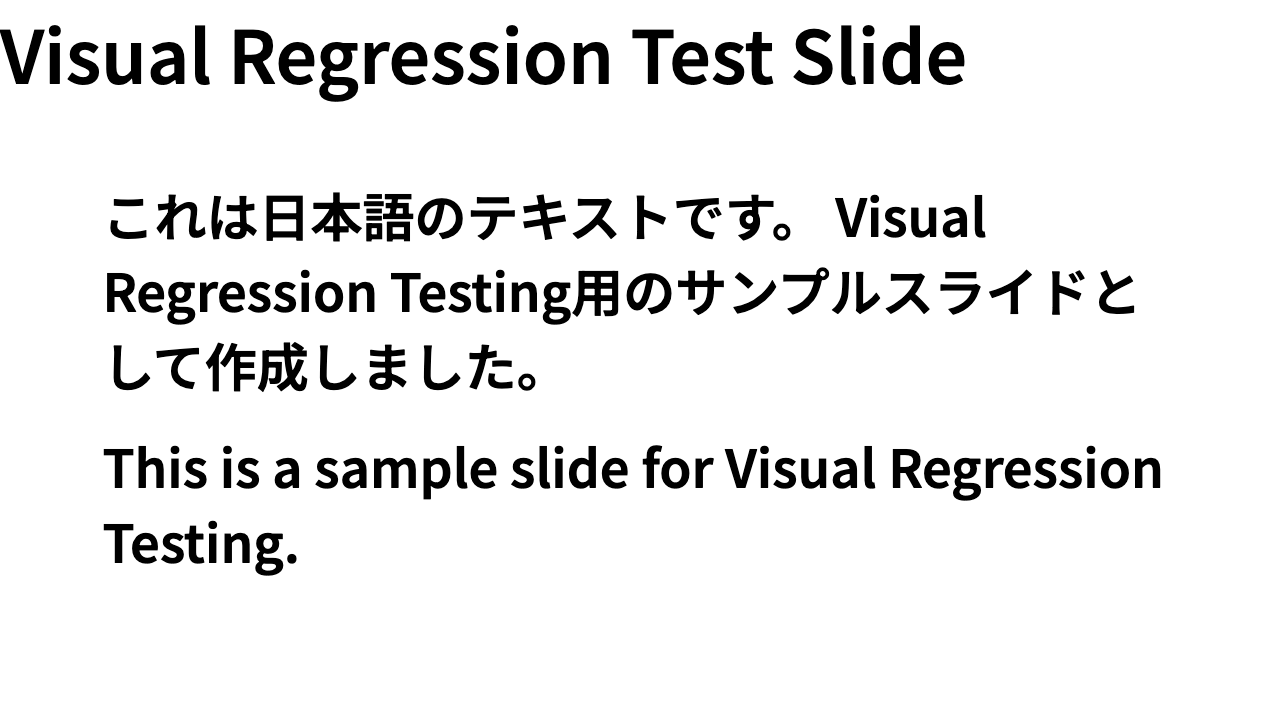 Visual Regression Test Slide
これは日本語のテキストです。 Visual
Regression Testing用のサンプルスライドと
して作成しました。
This is a sample slide for Visual Regression
Testing.